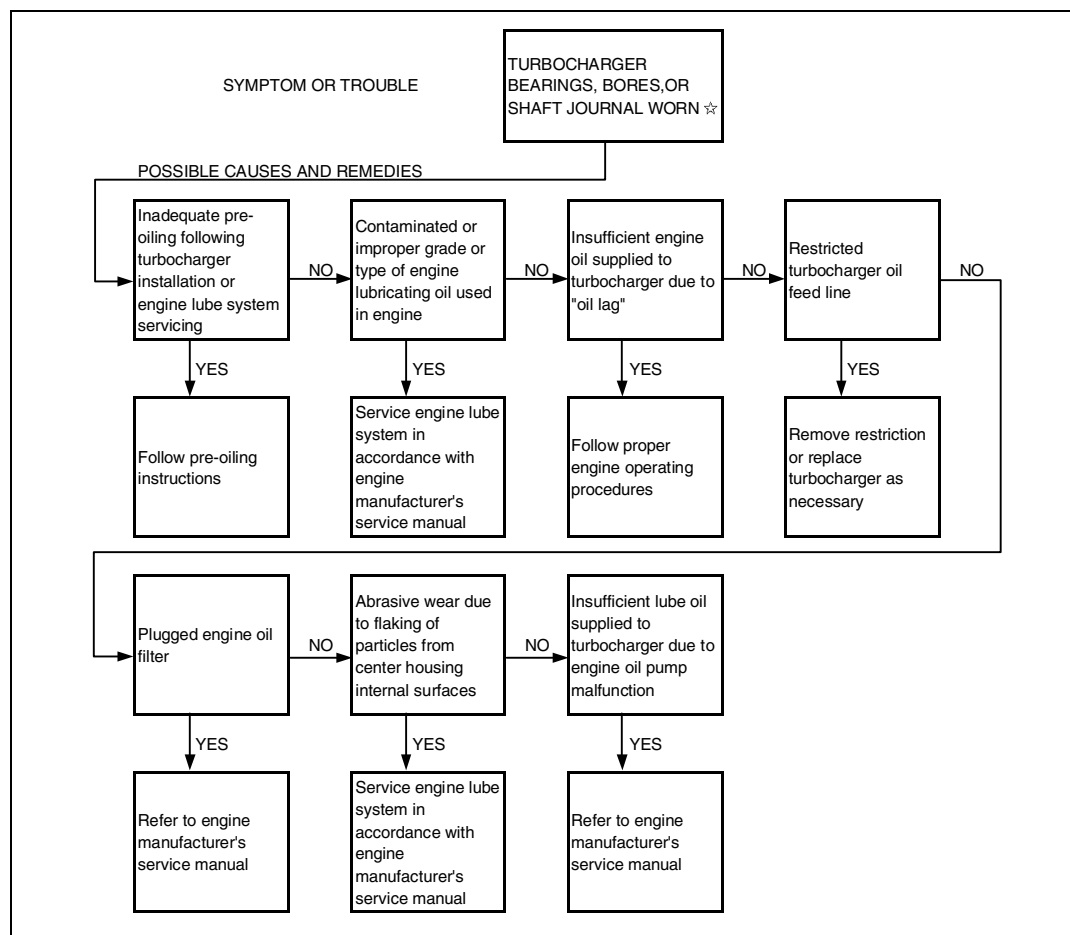 SYMPTOM OR TROUBLE
TURBOCHARGER
BEARINGS, BORES,OR
SHAFT JOURNAL WORN ☆
POSSIBLE CAUSES AND REMEDIES
Inadequate pre-
oiling following
turbocharger
installation or
engine lube system
servicing
NO
Contaminated or
improper grade or
type of engine
lubricating oil used
in engine
NO
Insufficient engine
oil supplied to
turbocharger due to
"oil lag"
NO
Restricted
turbocharger oil
feed line
NO
YES
YES
YES
YES
Follow pre-oiling
instructions
Service engine lube
system in
accordance with
engine
manufacturer's
service manual
Follow proper
engine operating
procedures
Remove restriction
or replace
turbocharger as
necessary
Plugged engine oil
filter
NO
Abrasive wear due
to flaking of
particles from
center housing
internal surfaces
NO
Insufficient lube oil
supplied to
turbocharger due to
engine oil pump
malfunction
YES
YES
YES
Refer to engine
manufacturer's
service manual
Service engine lube
system in
accordance with
engine
manufacturer's
service manual
Refer to engine
manufacturer's
service manual